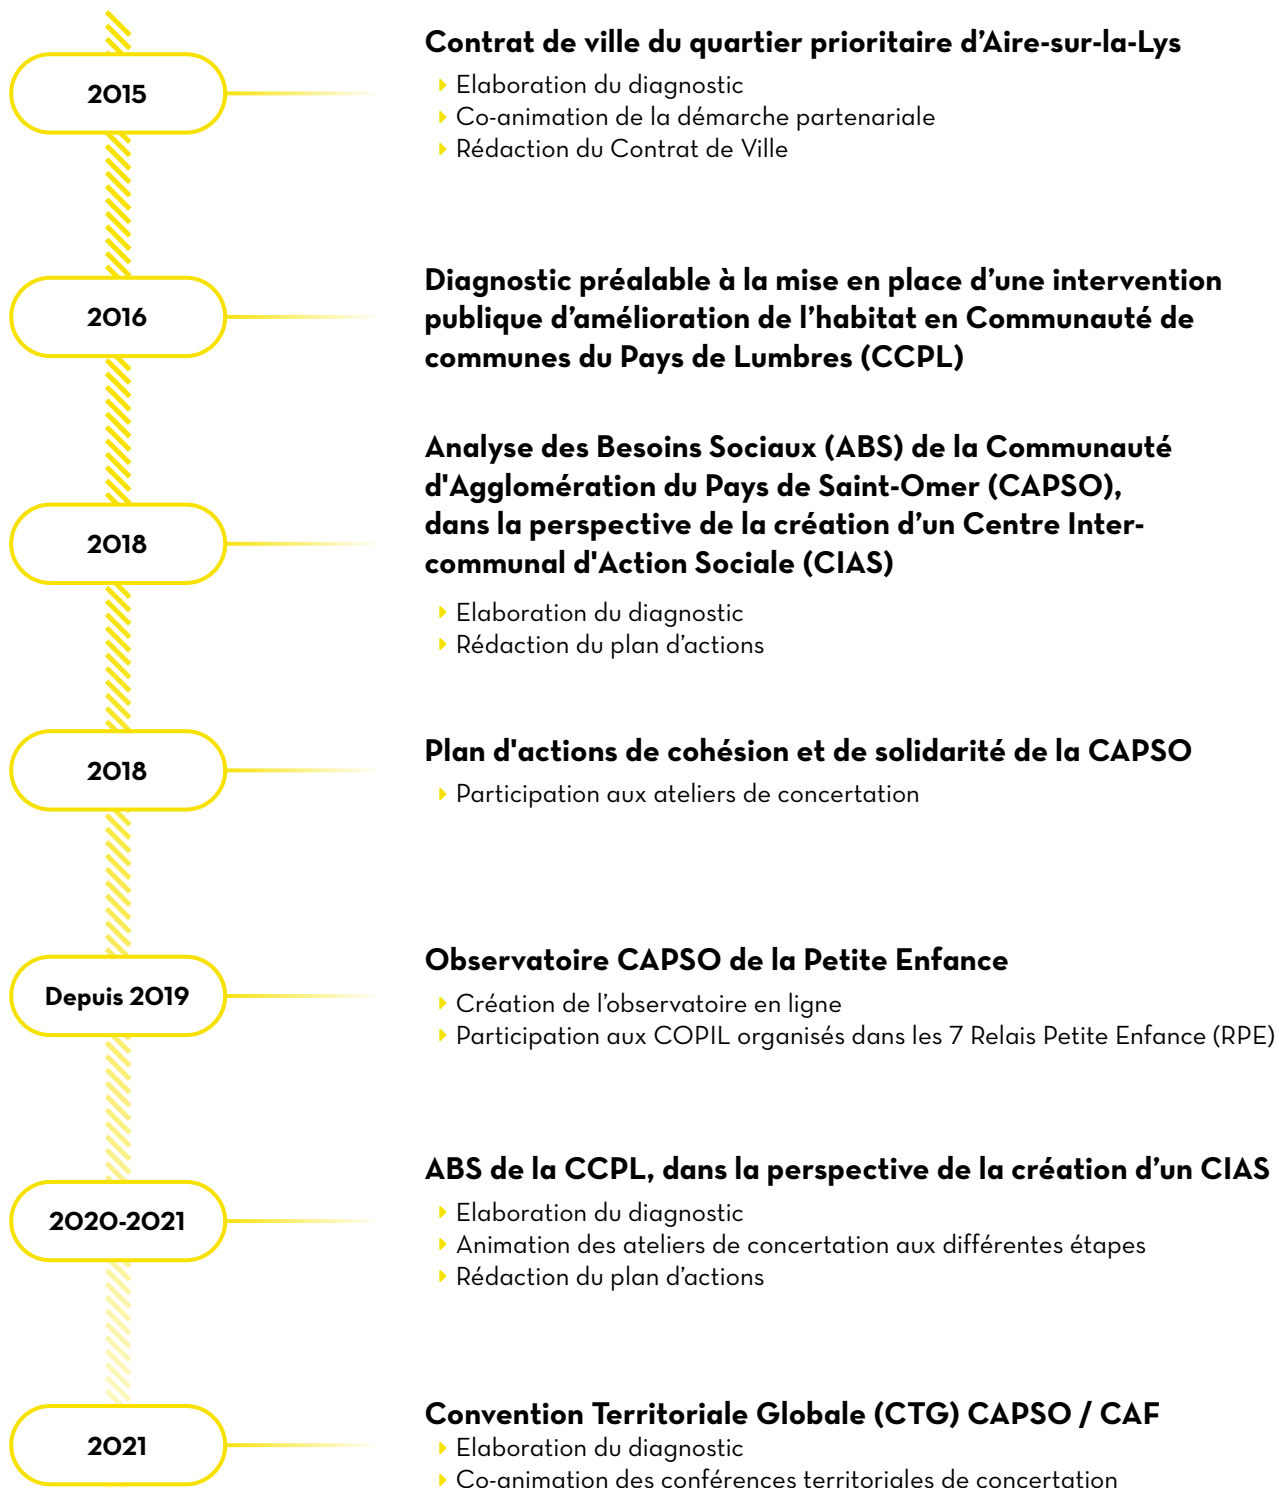 2015
Contrat de ville du quartier prioritaire d’Aire-sur-la-Lys
Elaboration du diagnostic
Co-animation de la démarche partenariale
Rédaction du Contrat de Ville
2016
Diagnostic préalable à la mise en place d’une intervention
publique d’amélioration de l’habitat en Communauté de
communes du Pays de Lumbres (CCPL)
2018
Analyse des Besoins Sociaux (ABS) de la Communauté
d'Agglomération du Pays de Saint-Omer (CAPSO),
dans la perspective de la création d’un Centre Inter-
communal d'Action Sociale (CIAS)
Elaboration du diagnostic
Rédaction du plan d’actions
2018
Plan d'actions de cohésion et de solidarité de la CAPSO
Participation aux ateliers de concertation
Depuis 2019
Observatoire CAPSO de la Petite Enfance
Création de l’observatoire en ligne
Participation aux COPIL organisés dans les 7 Relais Petite Enfance (RPE)
2020-2021
ABS de la CCPL, dans la perspective de la création d’un CIAS
Elaboration du diagnostic
Animation des ateliers de concertation aux différentes étapes
Rédaction du plan d’actions
2021
Convention Territoriale Globale (CTG) CAPSO / CAF
Elaboration du diagnostic
Co-animation des conférences territoriales de concertation